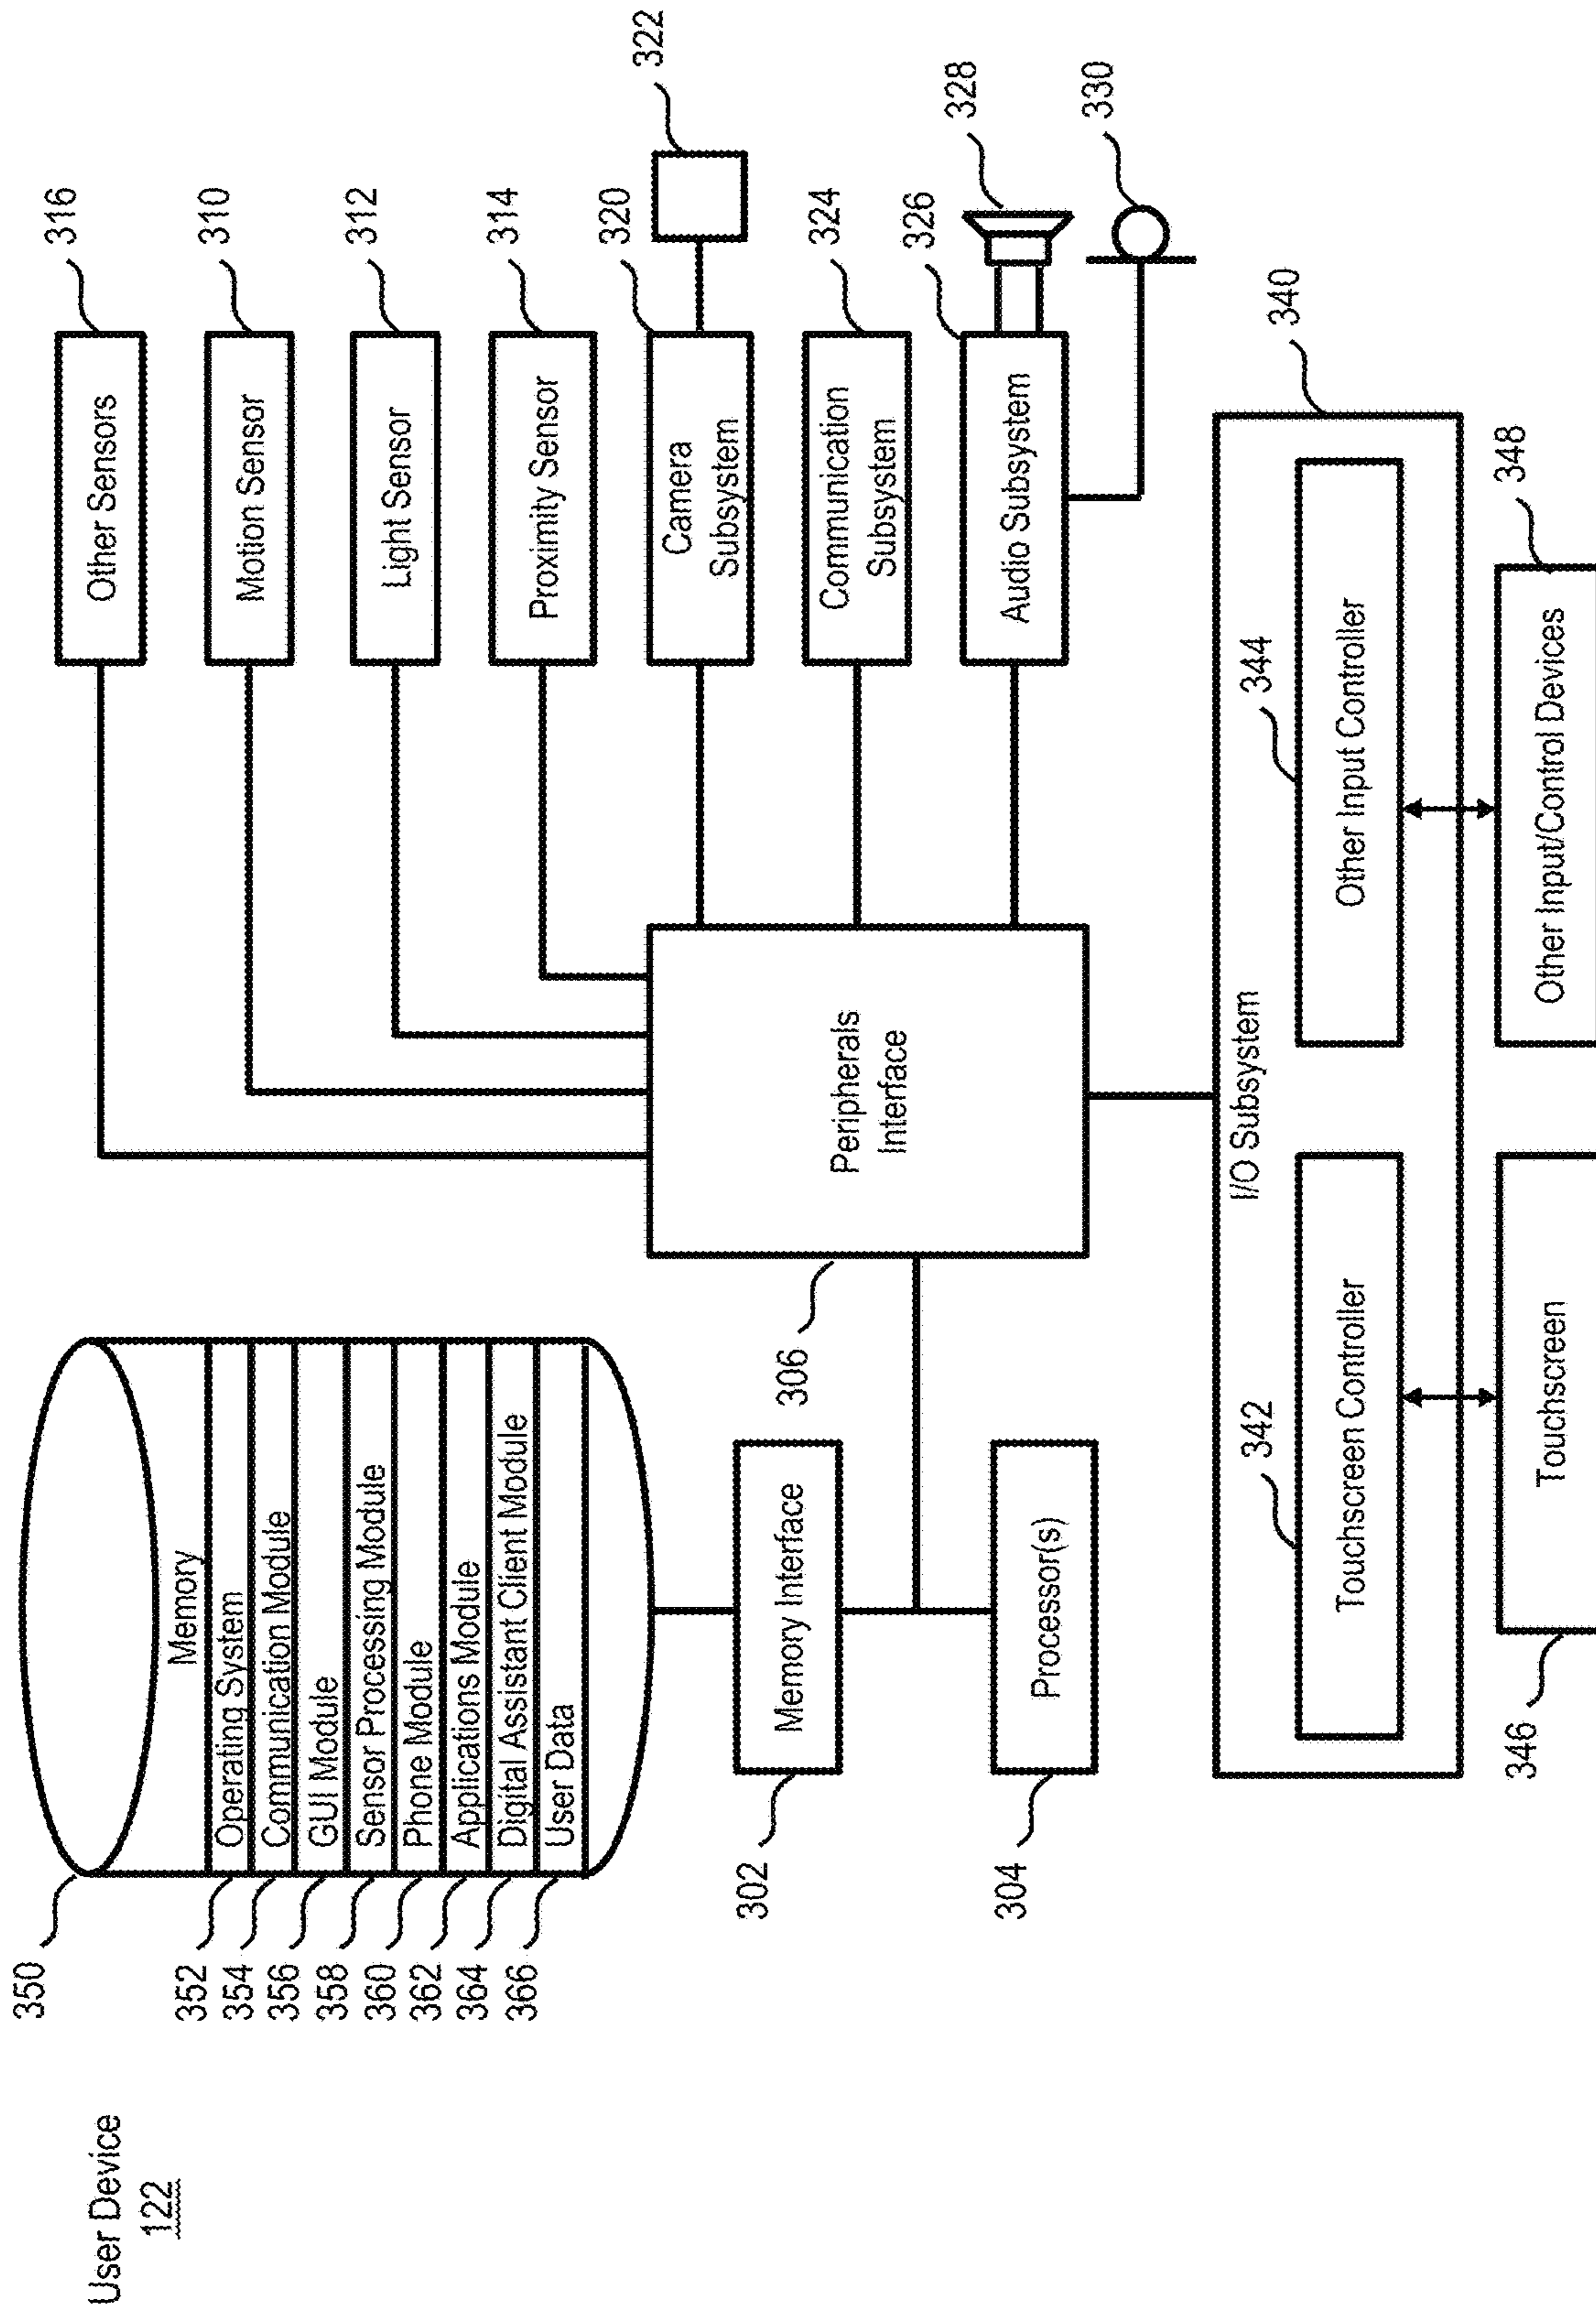 User Device
122
350
352
354
356
358
360
362
364
366
Memory
Operating System
Communication Module
GUI Module
Sensor Processing Module
Phone Module
Applications Module
Digital Assistant Client Module
User Data
302
Memory Interface
304
Processor(s)
306
Peripherals
Interface
Other Sensors
316
Motion Sensor
310
Light Sensor
312
Proximity Sensor
314
Camera
Subsystem
320
322
Communication
Subsystem
324
Audio Subsystem
326
328
330
I/O Subsystem
340
342
Touchscreen Controller
344
Other Input Controller
346
Touchscreen
Other Input/Control Devices
348